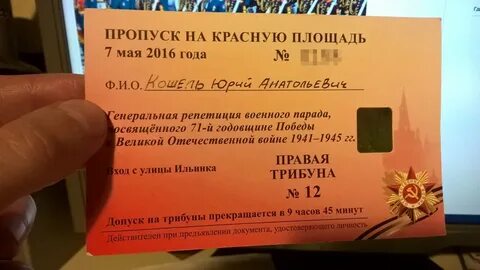 ПРОПУСК НА КРАСНУЮ ПЛОЩАДЬ
7 мая 2016 года №
Ф.И.О. Кошель Юрий Анатольевич
Генеральная репетиция военного парада,
посвящённого 71-й годовщине Победы
в Великой Отечественной войне 1941–1945 гг.
Вход с улицы Ильинка
ПРАВАЯ
ТРИБУНА
№ 12
Допуск на трибуны прекращается в 9 часов 45 минут
Действителен при предъявлении документа, удостоверяющего личность